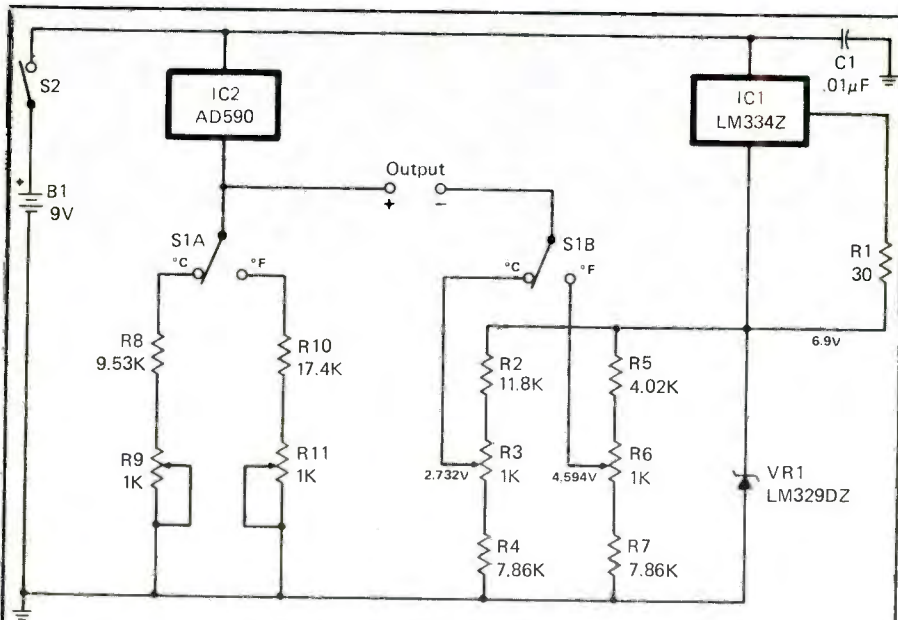 S2
IC2
AD590
C1
.01µF
IC1
LM334Z
B1
9V
+
Output
+
−
S1A
°C
°F
S1B
°C
°F
R1
30
6.9V
R8
9.53K
R10
17.4K
R2
11.8K
R5
4.02K
R9
1K
R11
1K
2.732V
R3
1K
4.594V
R6
1K
VR1
LM329DZ
R4
7.86K
R7
7.86K